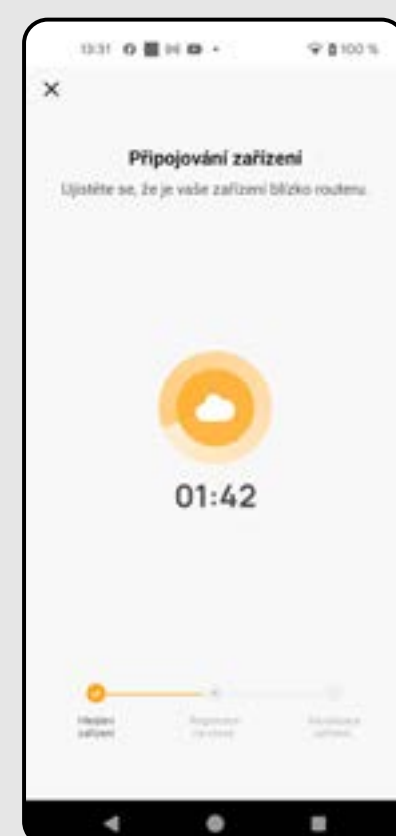 13:31 100 %
Připojování zařízení
Ujistěte se, že je vaše zařízení blízko routeru.
01:42
Hledání
zařízení